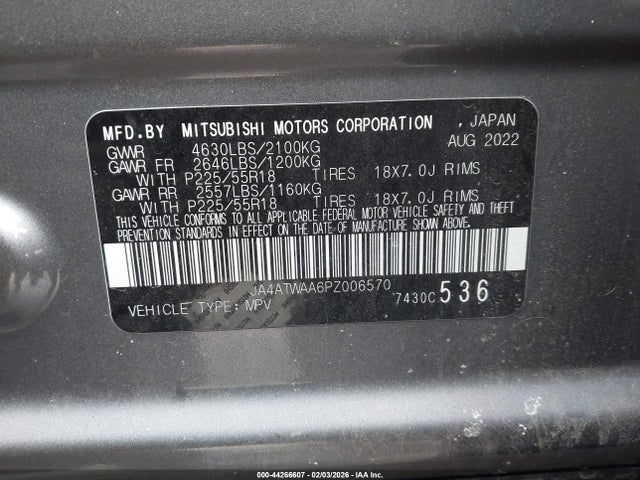 MFD.BY MITSUBISHI MOTORS CORPORATION , JAPAN
GVWR 4630LBS/2100KG AUG 2022
GAWR FR 2646LBS/1200KG
WITH P225/55R18 TIRES 18X7.0J RIMS
GAWR RR 2557LBS/1160KG
WITH P225/55R18 TIRES 18X7.0J RIMS
THIS VEHICLE CONFORMS TO ALL APPLICABLE FEDERAL MOTOR VEHICLE SAFETY AND THEFT
PREVENTION STANDARDS IN EFFECT ON THE DATE OF MANUFACTURE SHOWN ABOVE.
JA4ATWAA6PZ006570 7430C 536
VEHICLE TYPE: MPV
000-44266607 - 02/03/2026 - Copart IAAC, Inc.